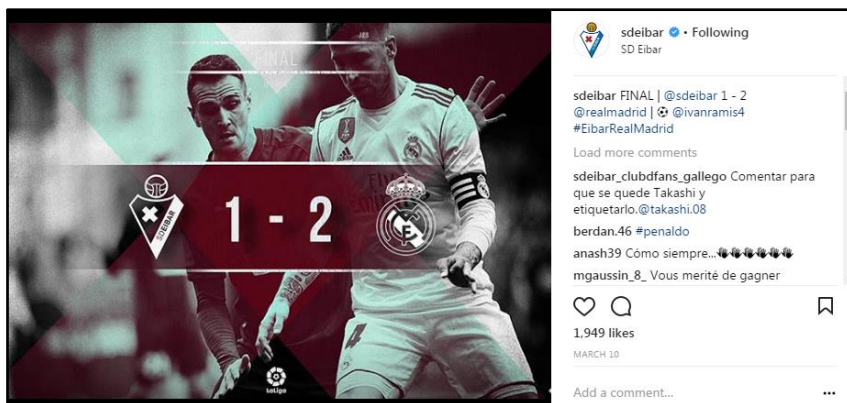 FINAL
SD EIBAR
1 - 2
4
LaLiga
sdeibar • Following
SD Eibar
sdeibar FINAL | @sdeibar 1 - 2
@realmadrid | ⚽ @ivanramis4
#EibarRealMadrid
Load more comments
sdeibar_clubdfans_gallego Comentar para
que se quede Takashi y
etiquetarlo.@takashi.08
berdan.46 #penaldo
anash39 Cómo siempre...👋👋👋👋👋👋
mgaussin_8_ Vous merité de gagner
1,949 likes
MARCH 10
Add a comment...